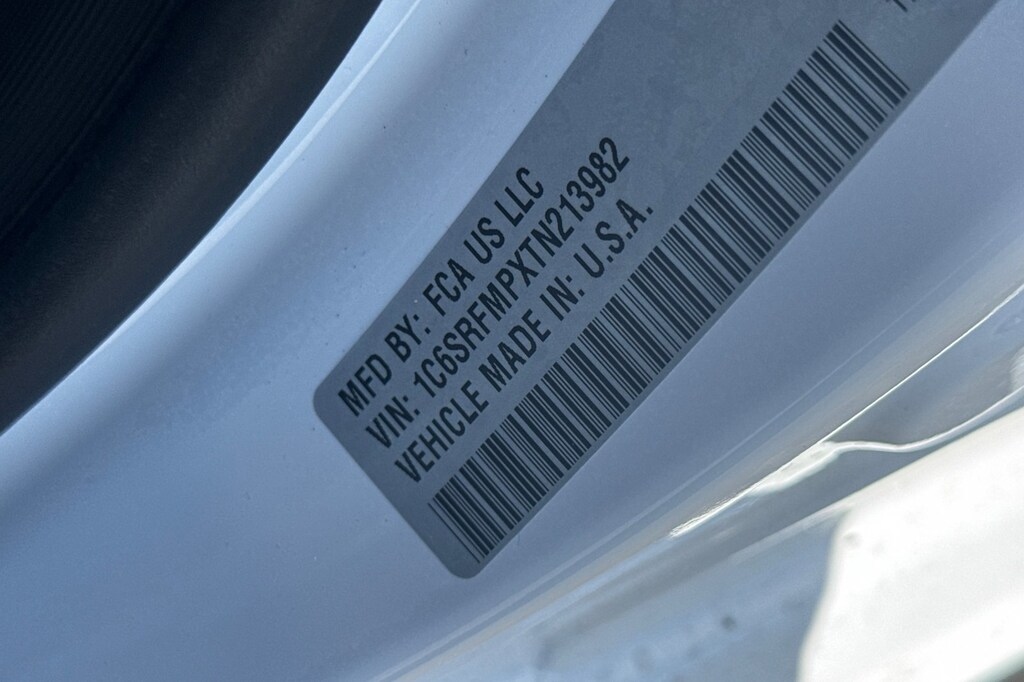 MFD BY: FCA US LLC
VIN: 1C6SRFMPXTN213982
VEHICLE MADE IN: U.S.A.